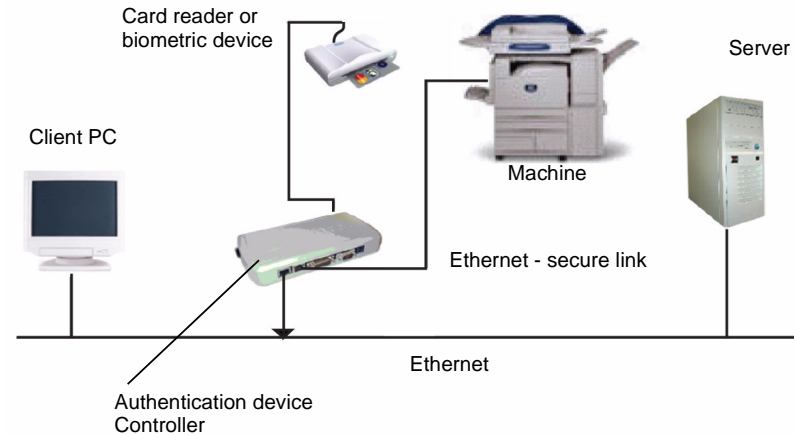 Card reader or
biometric device
Server
Client PC
Machine
Ethernet - secure link
Ethernet
Authentication device
Controller